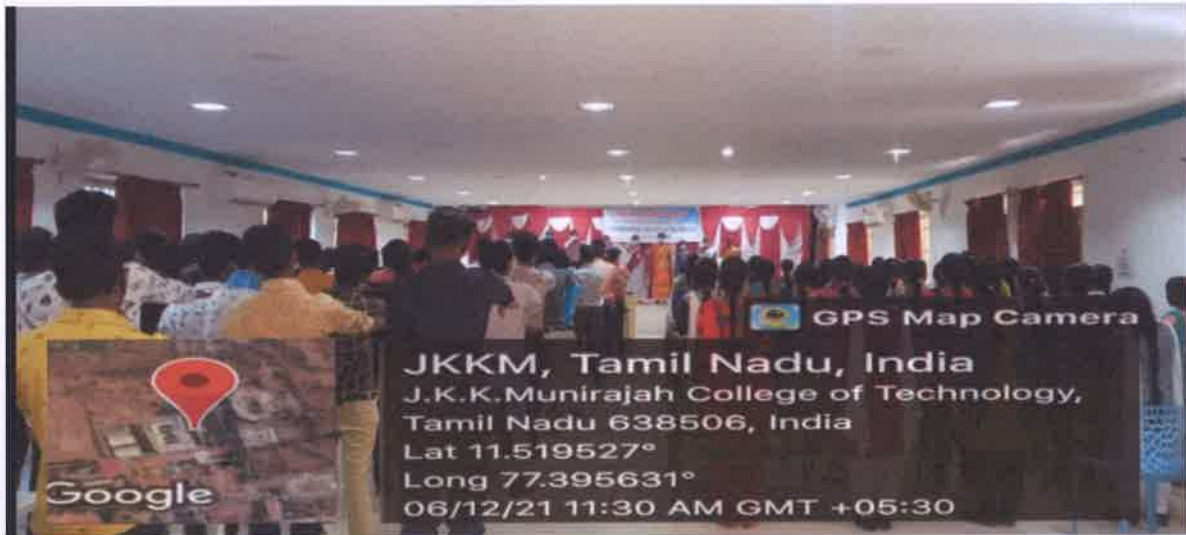 GPS Map Camera
JKKM, Tamil Nadu, India
J.K.K.Munirajah College of Technology,
Tamil Nadu 638506, India
Lat 11.519527°
Long 77.395631°
06/12/21 11:30 AM GMT +05:30
Google